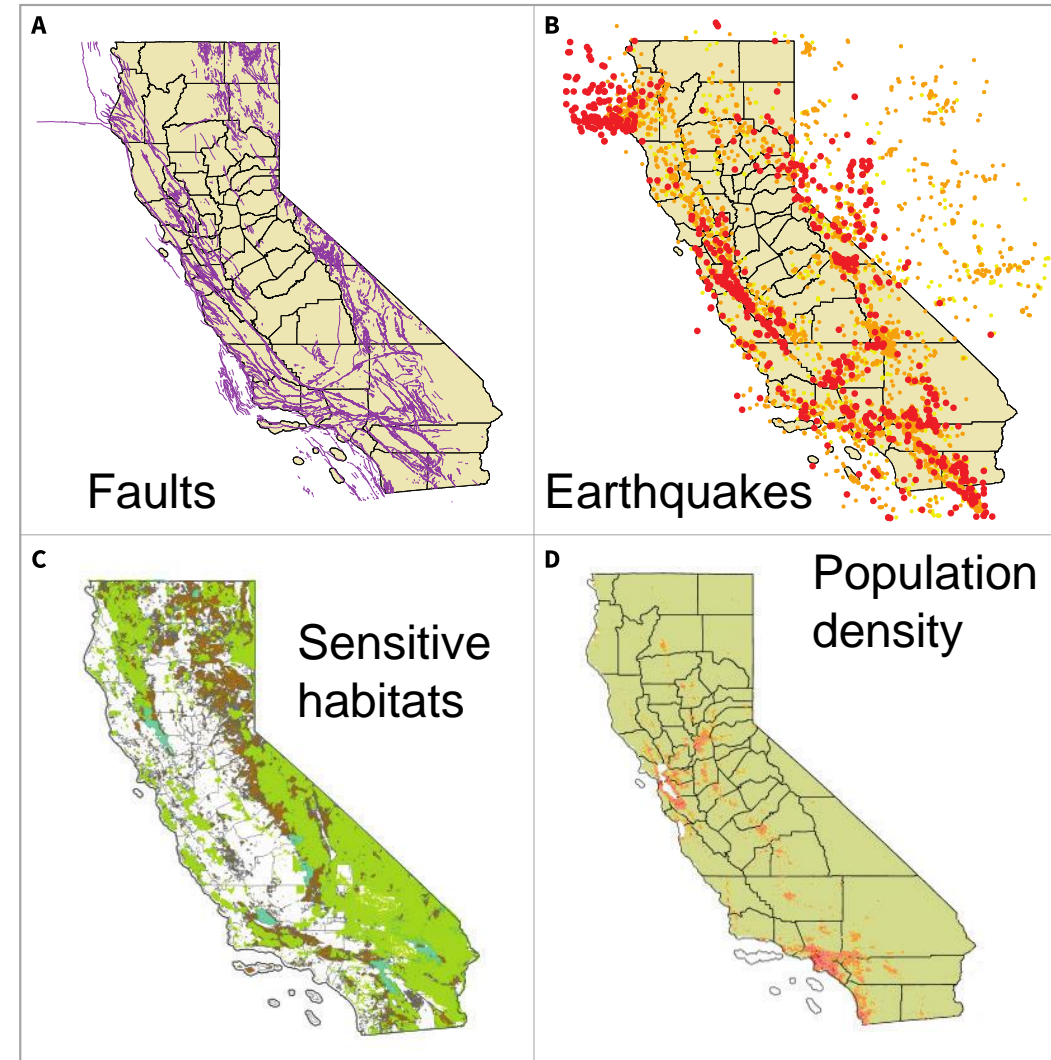 A
Faults
B
Earthquakes
C
Sensitive
habitats
D
Population
density